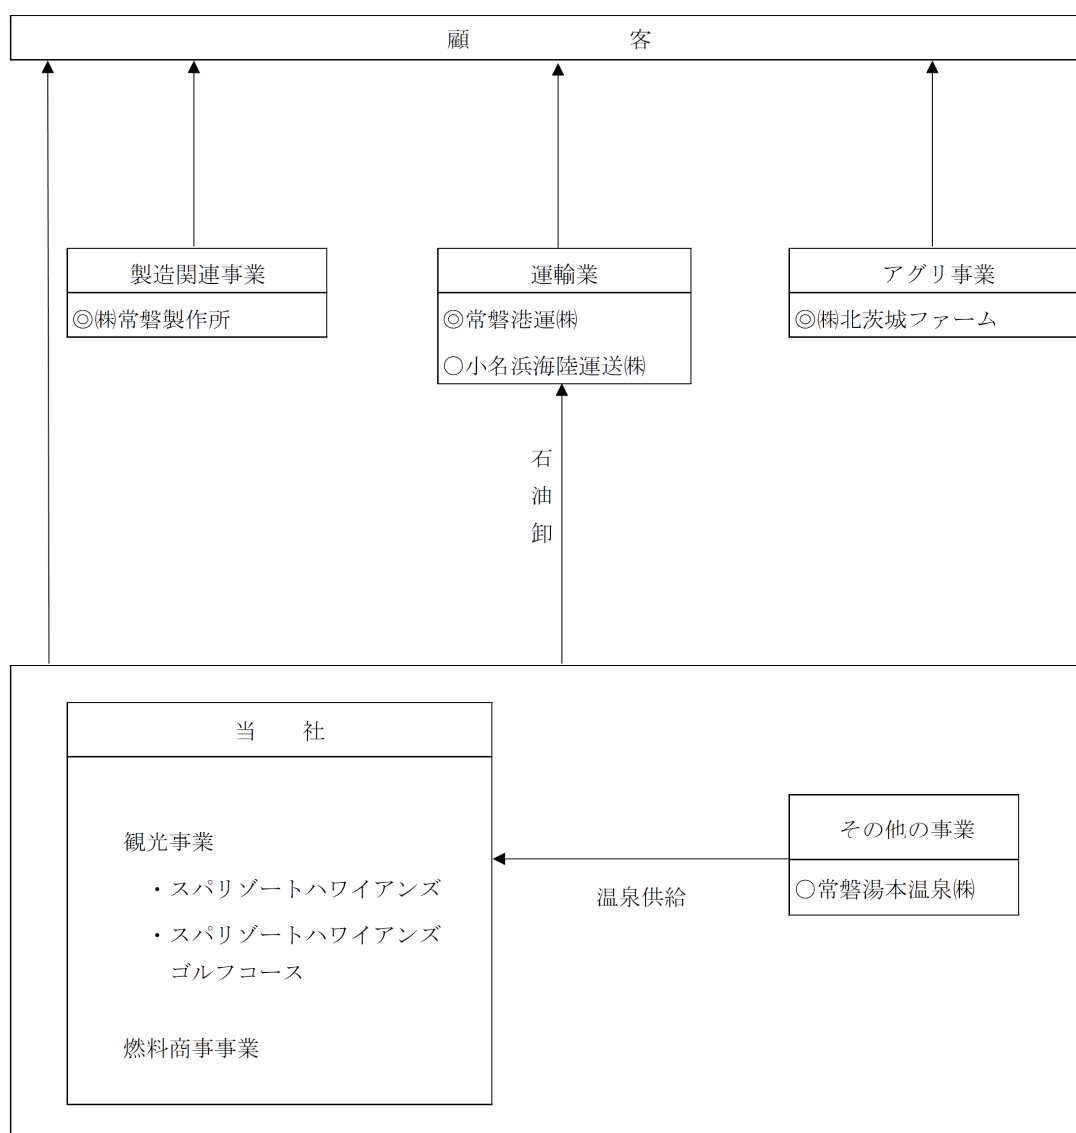 顧　　　客
製造関連事業
◎㈱常磐製作所
運輸業
◎常磐港運㈱
○小名浜海陸運送㈱
アグリ事業
◎㈱北茨城ファーム
石油卸
当　社
観光事業
・スパリゾートハワイアンズ
・スパリゾートハワイアンズ
ゴルフコース
燃料商事事業
温泉供給
その他の事業
○常磐湯本温泉㈱